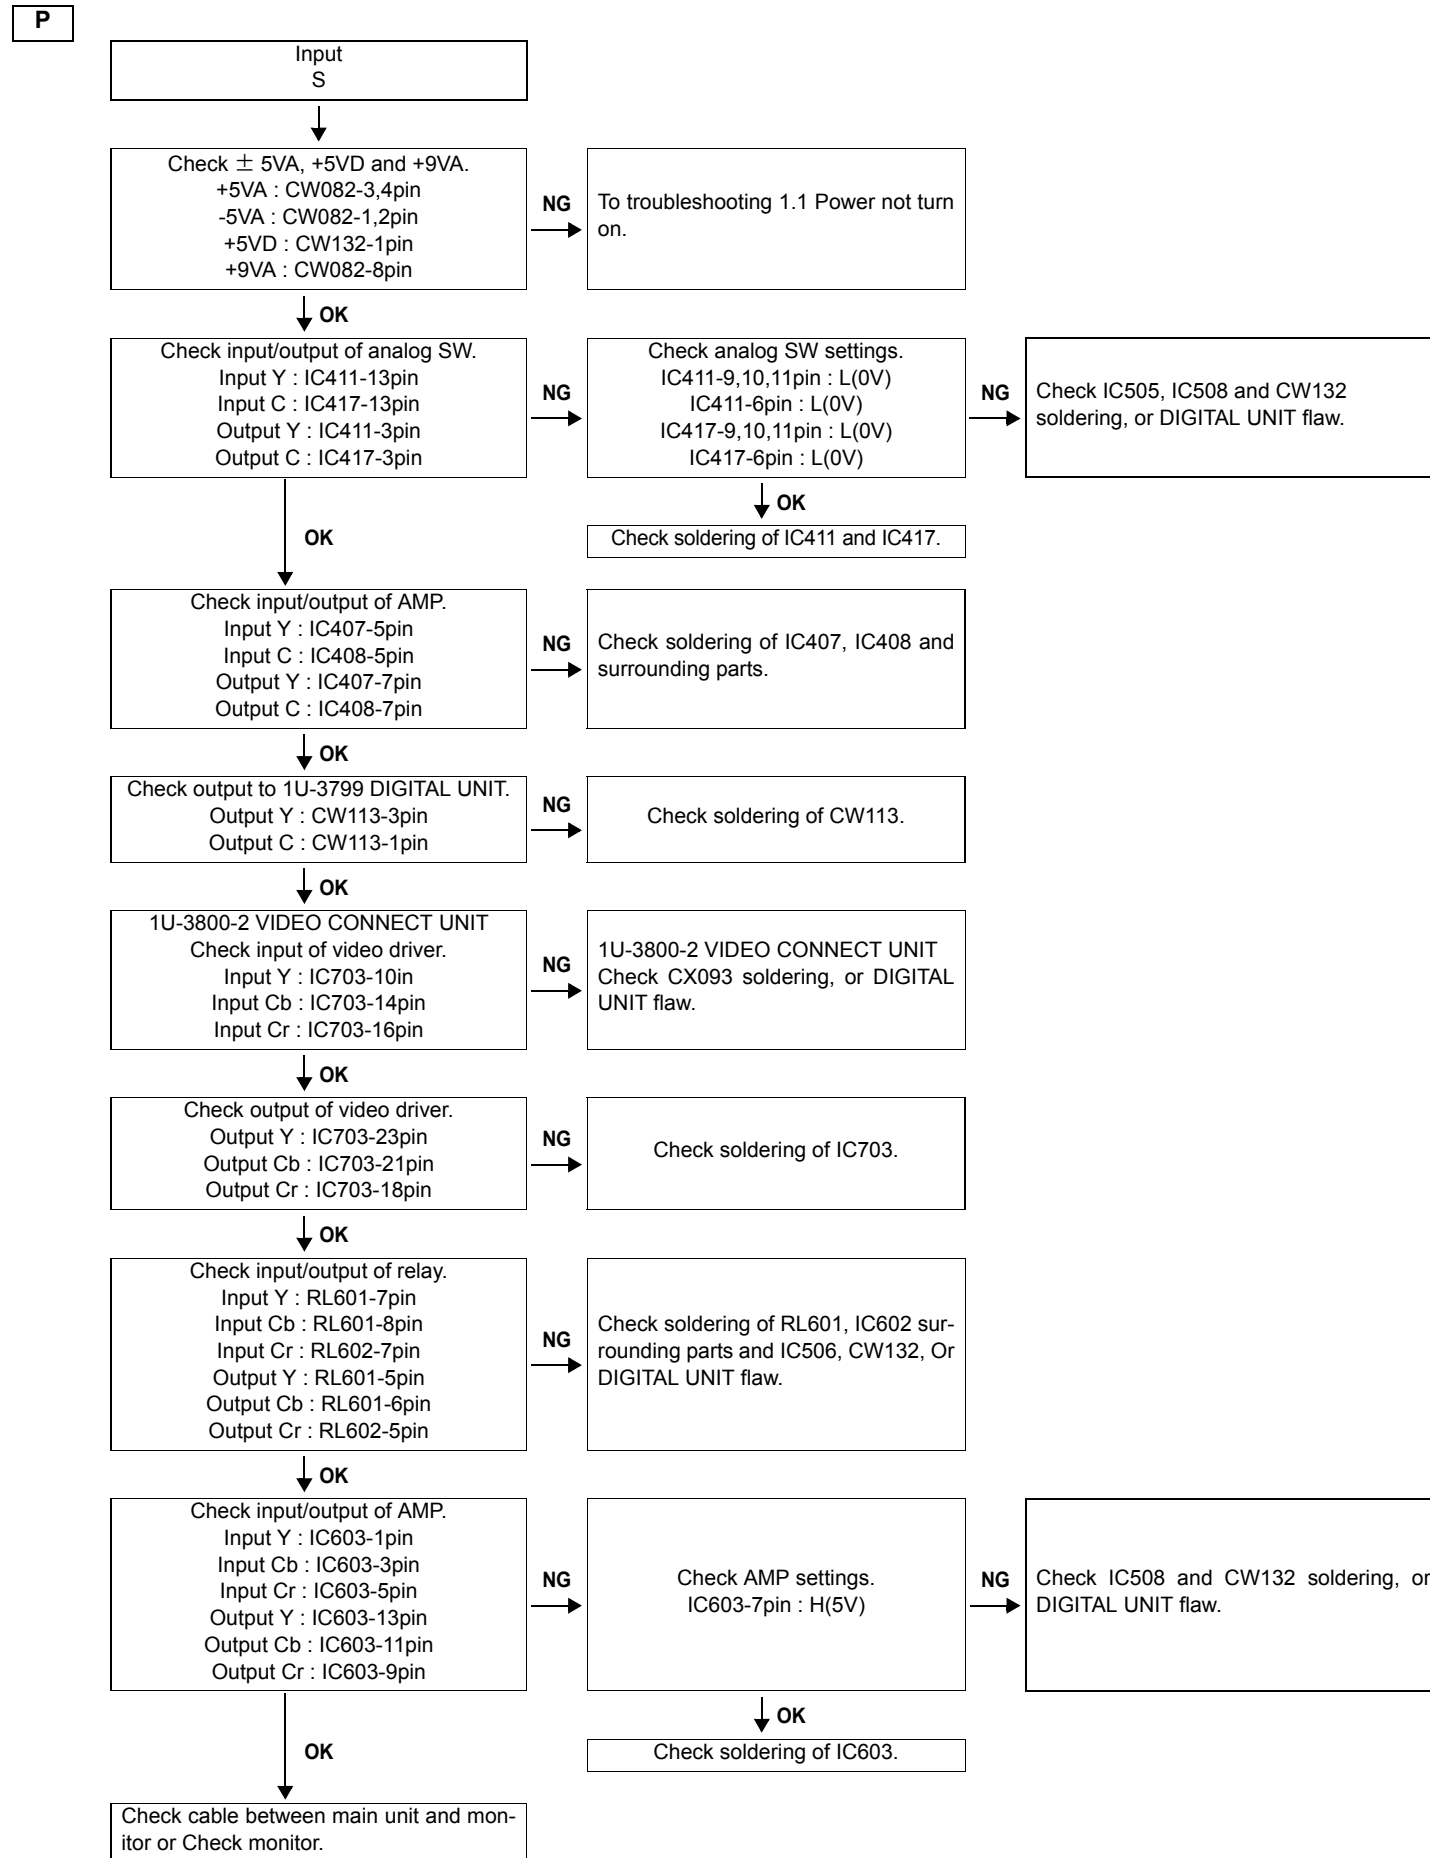 P
Input
S
Check ± 5VA, +5VD and +9VA.
+5VA : CW082-3,4pin
-5VA : CW082-1,2pin
+5VD : CW132-1pin
+9VA : CW082-8pin
NG
To troubleshooting 1.1 Power not turn
on.
OK
Check input/output of analog SW.
Input Y : IC411-13pin
Input C : IC417-13pin
Output Y : IC411-3pin
Output C : IC417-3pin
NG
Check analog SW settings.
IC411-9,10,11pin : L(0V)
IC411-6pin : L(0V)
IC417-9,10,11pin : L(0V)
IC417-6pin : L(0V)
NG
Check IC505, IC508 and CW132
soldering, or DIGITAL UNIT flaw.
OK
Check soldering of IC411 and IC417.
OK
Check input/output of AMP.
Input Y : IC407-5pin
Input C : IC408-5pin
Output Y : IC407-7pin
Output C : IC408-7pin
NG
Check soldering of IC407, IC408 and
surrounding parts.
OK
Check output to 1U-3799 DIGITAL UNIT.
Output Y : CW113-3pin
Output C : CW113-1pin
NG
Check soldering of CW113.
OK
1U-3800-2 VIDEO CONNECT UNIT
Check input of video driver.
Input Y : IC703-10in
Input Cb : IC703-14pin
Input Cr : IC703-16pin
NG
1U-3800-2 VIDEO CONNECT UNIT
Check CX093 soldering, or DIGITAL
UNIT flaw.
OK
Check output of video driver.
Output Y : IC703-23pin
Output Cb : IC703-21pin
Output Cr : IC703-18pin
NG
Check soldering of IC703.
OK
Check input/output of relay.
Input Y : RL601-7pin
Input Cb : RL601-8pin
Input Cr : RL602-7pin
Output Y : RL601-5pin
Output Cb : RL601-6pin
Output Cr : RL602-5pin
NG
Check soldering of RL601, IC602 sur-
rounding parts and IC506, CW132, Or
DIGITAL UNIT flaw.
OK
Check input/output of AMP.
Input Y : IC603-1pin
Input Cb : IC603-3pin
Input Cr : IC603-5pin
Output Y : IC603-13pin
Output Cb : IC603-11pin
Output Cr : IC603-9pin
NG
Check AMP settings.
IC603-7pin : H(5V)
NG
Check IC508 and CW132 soldering, or
DIGITAL UNIT flaw.
OK
Check soldering of IC603.
OK
Check cable between main unit and mon-
itor or Check monitor.